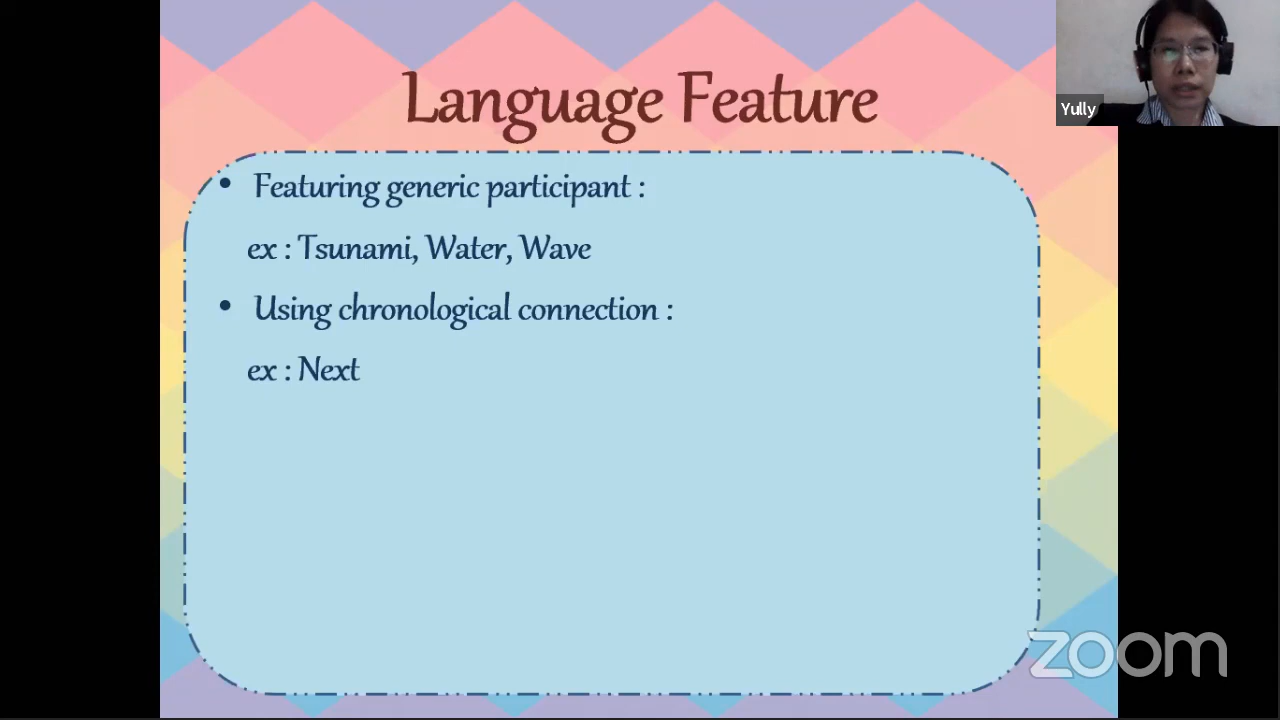 Language Feature
Yully
• Featuring generic participant :
ex : Tsunami, Water, Wave
• Using chronological connection :
ex : Next
zoom